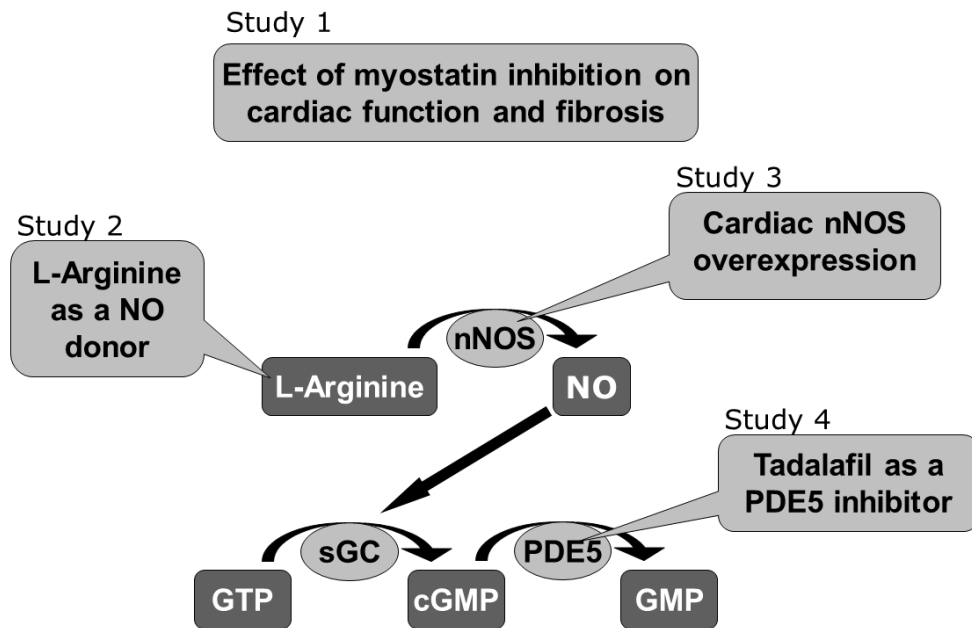 Study 1
Effect of myostatin inhibition on
cardiac function and fibrosis
Study 3
Cardiac nNOS
overexpression
Study 2
L-Arginine
as a NO
donor
nNOS
L-Arginine
NO
Study 4
Tadalafil as a
PDE5 inhibitor
sGC
PDE5
GTP
cGMP
GMP